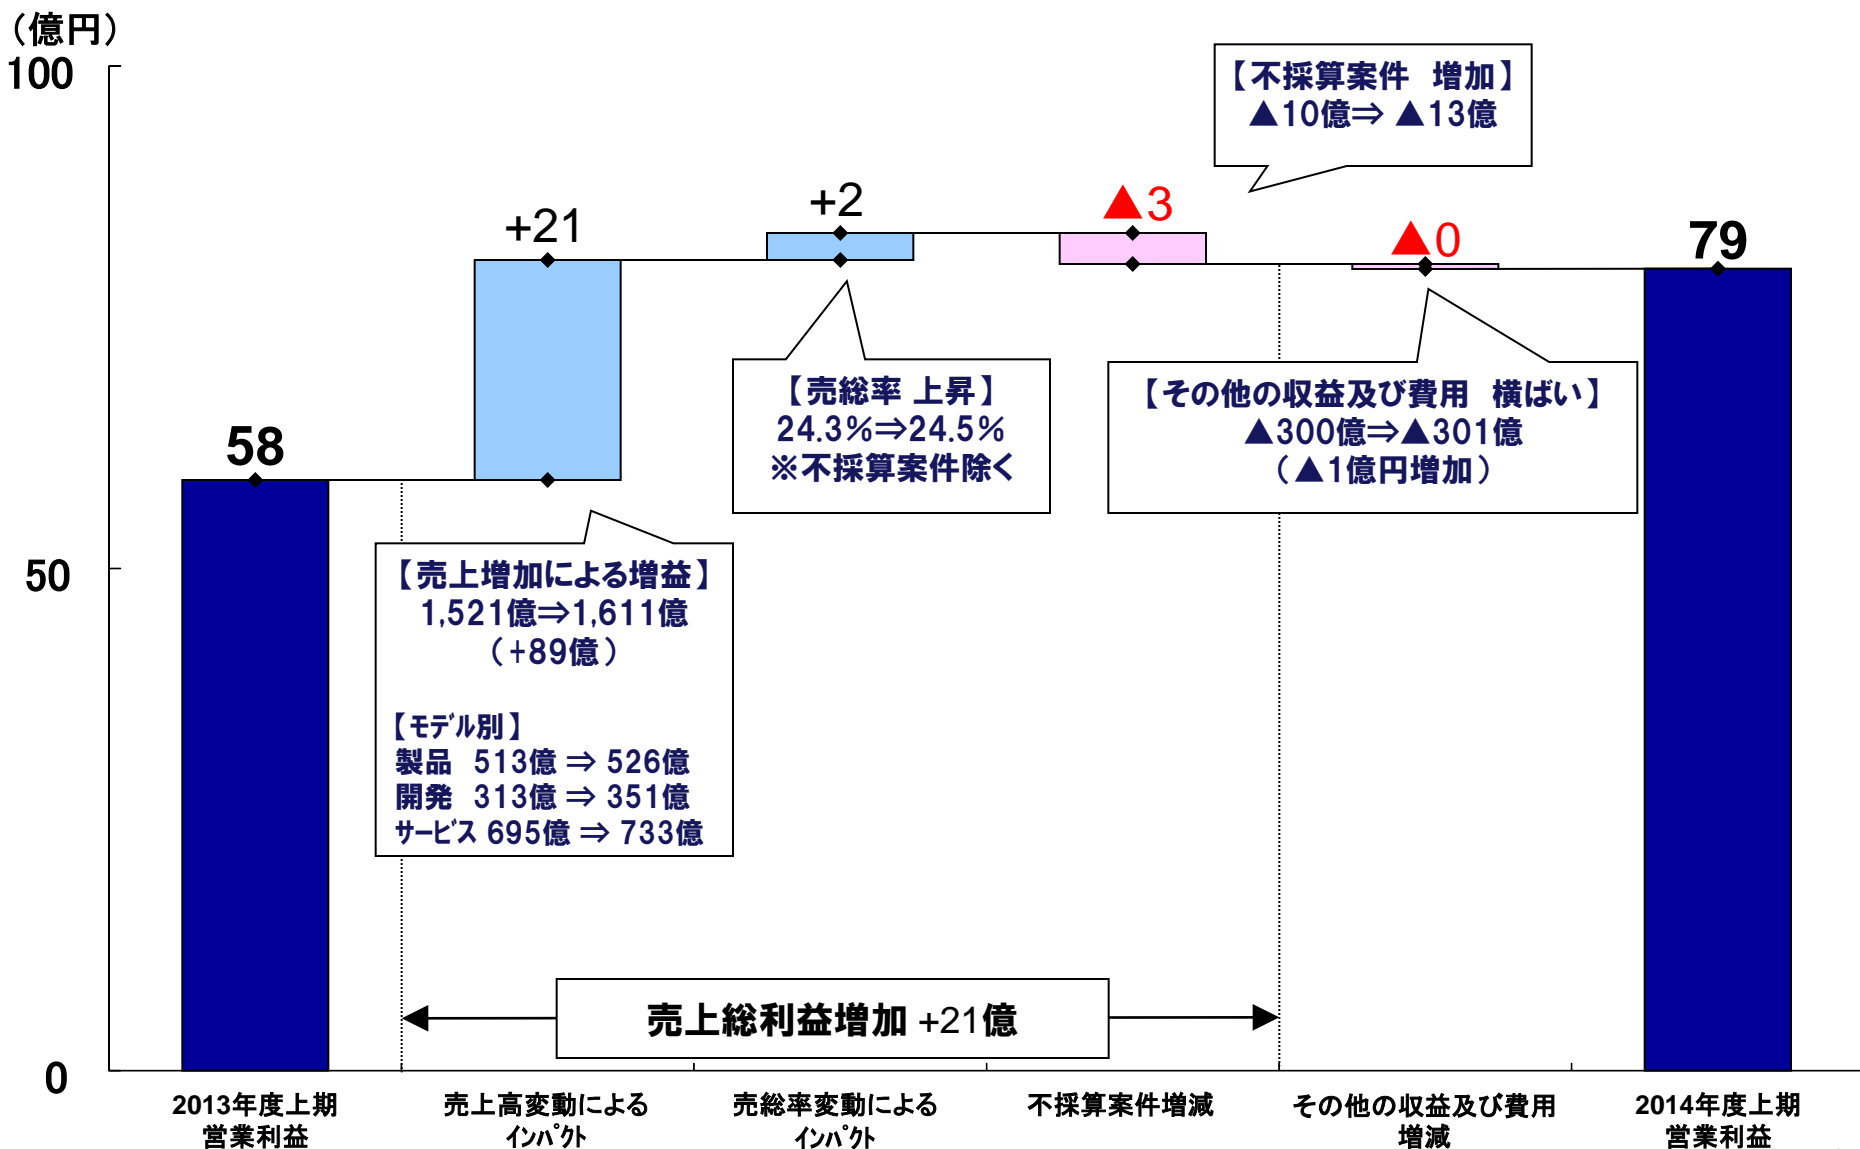 （億円）
100
50
0
58
+21
+2
▲3
▲0
79
【不採算案件　増加】
▲10億⇒ ▲13億
【売総率 上昇】
24.3%⇒24.5%
※不採算案件除く
【その他の収益及び費用　横ばい】
▲300億⇒▲301億
（▲1億円増加）
【売上増加による増益】
1,521億⇒1,611億
（+89億）
【ﾓﾃﾞﾙ別】
製品　513億 ⇒ 526億
開発　313億 ⇒ 351億
ｻｰﾋﾞｽ 695億 ⇒ 733億
売上総利益増加 +21億
2013年度上期
営業利益
売上高変動による
ｲﾝﾊﾟｸﾄ
売総率変動による
ｲﾝﾊﾟｸﾄ
不採算案件増減
その他の収益及び費用
増減
2014年度上期
営業利益